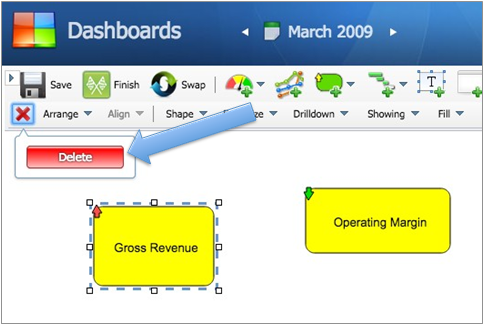 Dashboards
March 2009
Save
Finish
Swap
T
Arrange
Align
Shape
Drilldown
Showing
Fill
Delete
Gross Revenue
Operating Margin